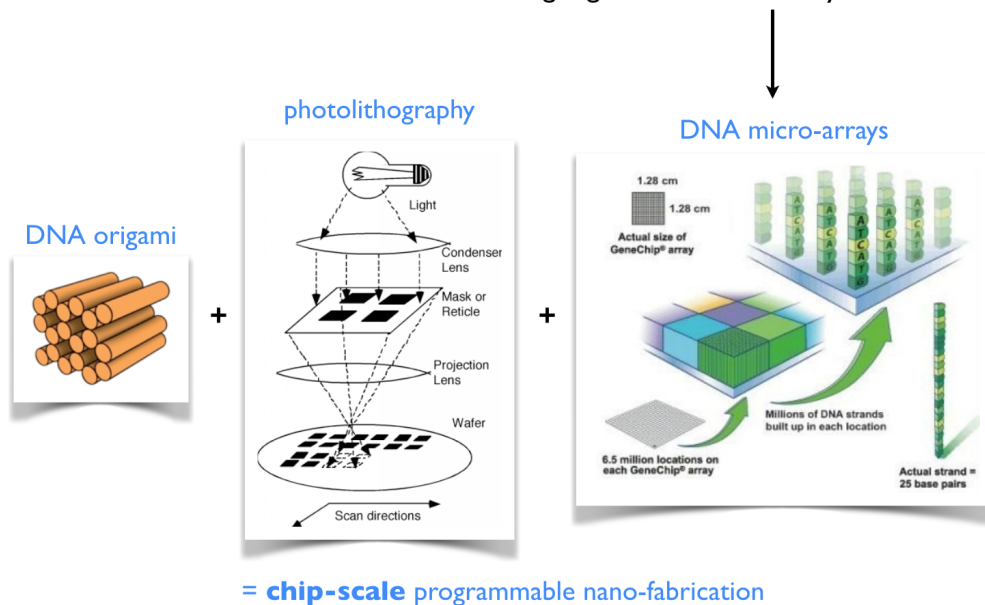 photolithography
DNA micro-arrays
DNA origami
+
+
Light
Condenser
Lens
Mask or
Reticle
Projection
Lens
Wafer
Scan directions
1.28 cm
1.28 cm
Actual size of
GeneChip® array
A
T
C
A
T
G
6.5 million locations on
each GeneChip® array
Millions of DNA strands
built up in each location
Actual strand =
25 base pairs
= chip-scale programmable nano-fabrication